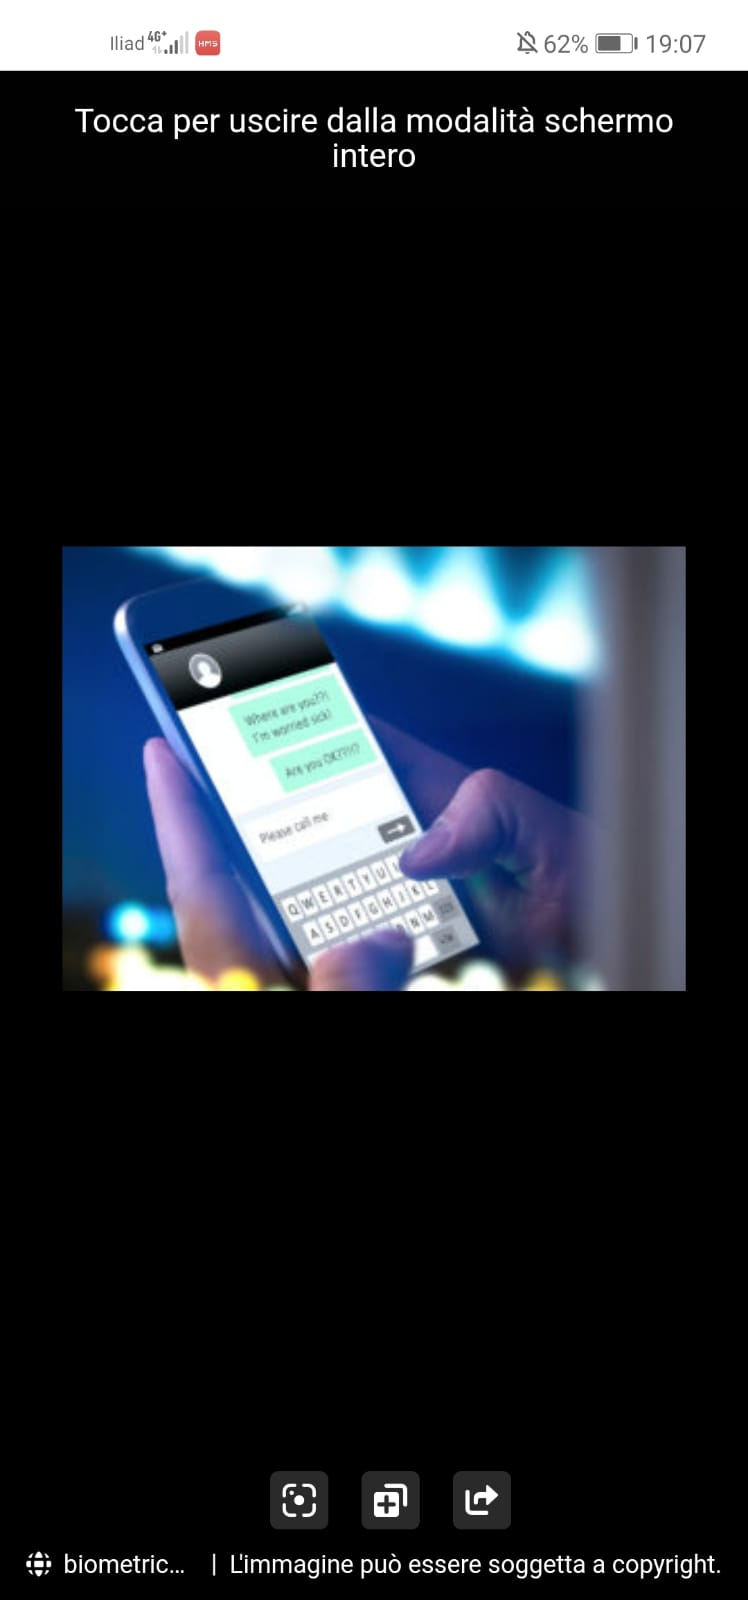 Iliad 4G+ HMS 62% 19:07
Tocca per uscire dalla modalità schermo
intero
Where are you??!
I'm worried sick!
Are you OK??!!?
Please call me
Q W E R T Y U
A S D F G H J K L
N M
biometric... | L'immagine può essere soggetta a copyright.